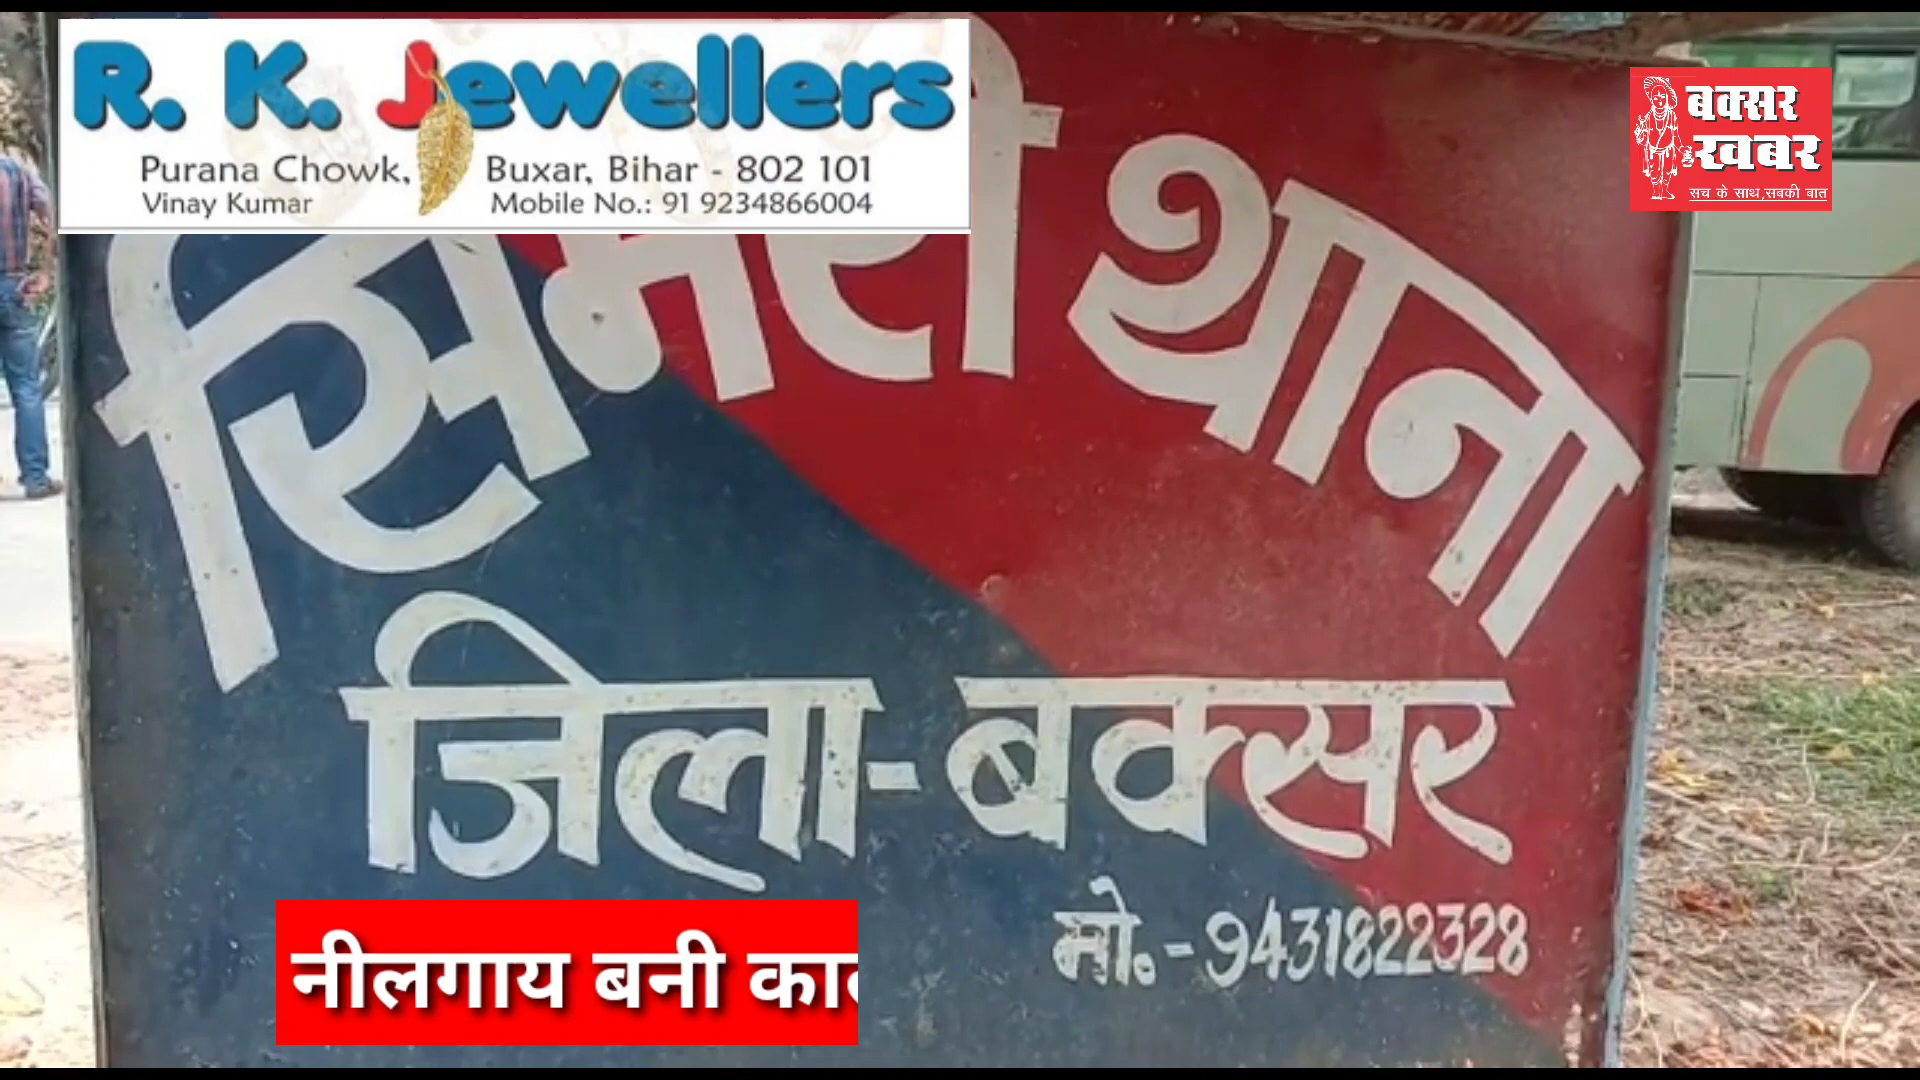 R. K. Jewellers
Purana Chowk, Buxar, Bihar - 802 101
Vinay Kumar Mobile No.: 91 9234866004
बक्सर
खबर
सच के साथ,सबकी बात
सिमरी थाना
जिला-बक्सर
मो.-9431822328
नीलगाय बनी